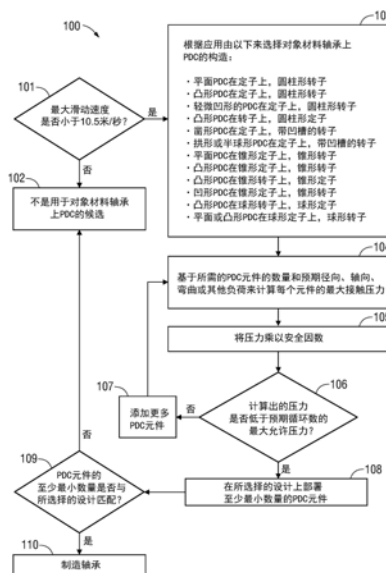 100
101
最大滑动速度
是否小于10.5米/秒?
是
否
102
不是用于对象材料轴承
上PDC的候选
根据应用由以下来选择对象材料轴承上
PDC的构造:
·平面PDC在定子上，圆柱形转子
·凸形PDC在定子上，圆柱形转子
·轻微凹形的PDC在定子上，圆柱形转子
·凸形PDC在转子上，圆柱形定子
·凿形PDC在定子上，带凹槽的转子
·拱形或半球形PDC在定子上，带凹槽的转子
·平面PDC在锥形定子上，锥形转子
·凸形PDC在锥形定子上，锥形转子
·凸形PDC在锥形转子上，锥形定子
·凹形PDC在锥形定子上，锥形转子
·凸形PDC在球形转子上，球形定子
·平面或凸形PDC在球形定子上，球形转子
104
基于所需的PDC元件的数量和预期径向、轴向、
弯曲或其他负荷来计算每个元件的最大接触压力
105
将压力乘以安全因数
106
计算出的压力
是否低于预期循环数的
最大允许压力?
否
是
107
添加更多
PDC元件
108
在所选择的设计上部署
至少最小数量的PDC元件
109
PDC元件的
至少最小数量是否与
所选择的设计匹配?
否
是
110
制造轴承